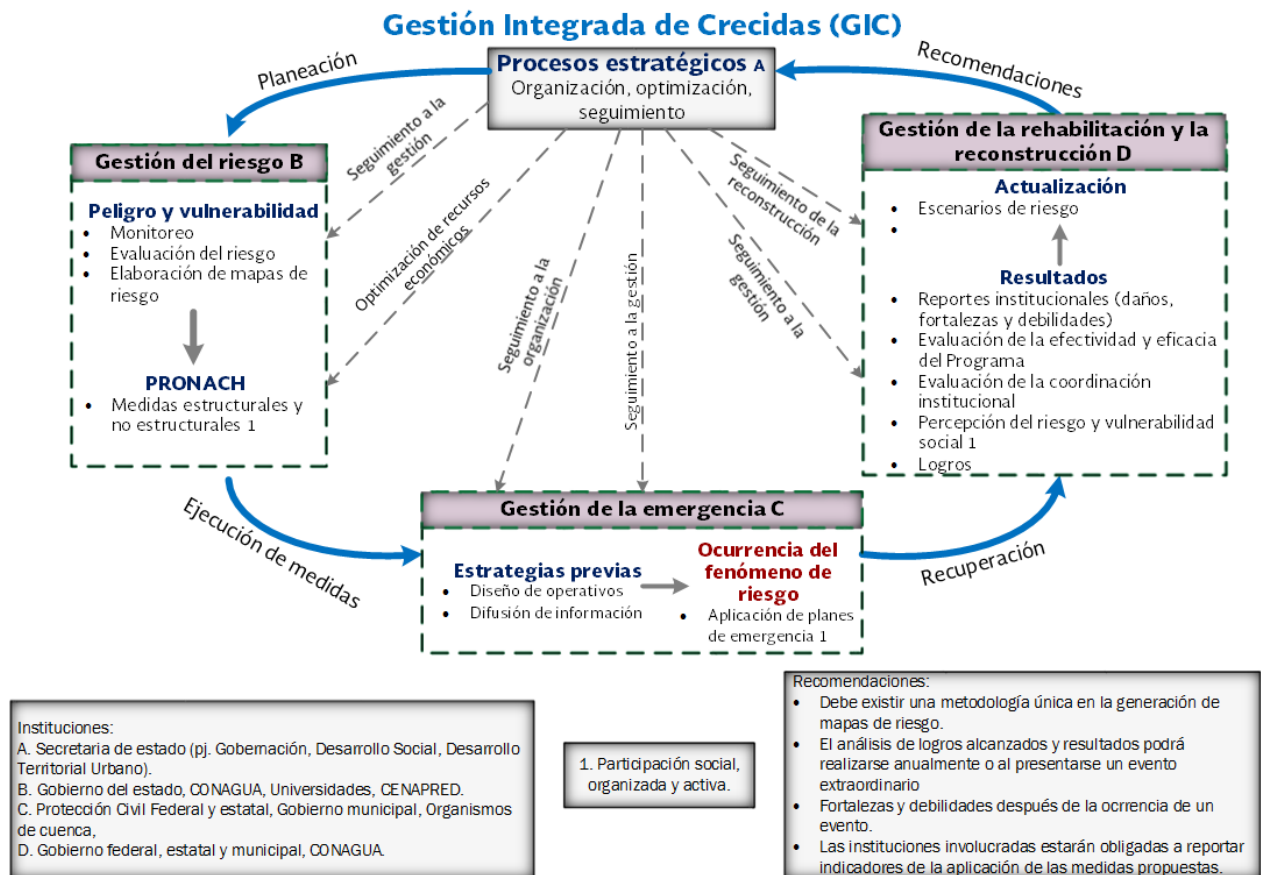 Gestión Integrada de Crecidas (GIC)
Procesos estratégicos A
Organización, optimización,
seguimiento
Planeación
Recomendaciones
Gestión del riesgo B
Peligro y vulnerabilidad
• Monitoreo
• Evaluación del riesgo
• Elaboración de mapas de
riesgo
PRONACH
• Medidas estructurales y
no estructurales 1
Seguimiento a la
gestión
Optimización de recursos
económicos
Seguimiento a la
organización
Seguimiento a la gestión
Seguimiento a la
gestión
Seguimiento de la
reconstrucción
Gestión de la rehabilitación y la
reconstrucción D
Actualización
• Escenarios de riesgo
•
Resultados
• Reportes institucionales (daños,
fortalezas y debilidades)
• Evaluación de la efectividad y eficacia
del Programa
• Evaluación de la coordinación
institucional
• Percepción del riesgo y vulnerabilidad
social 1
• Logros
Ejecución de
medidas
Gestión de la emergencia C
Estrategias previas
• Diseño de operativos
• Difusión de información
Ocurrencia del
fenómeno de
riesgo
• Aplicación de planes
de emergencia 1
Recuperación
Instituciones:
A. Secretaria de estado (pj. Gobernación, Desarrollo Social, Desarrollo
Territorial Urbano).
B. Gobierno del estado, CONAGUA, Universidades, CENAPRED.
C. Protección Civil Federal y estatal, Gobierno municipal, Organismos
de cuenca,
D. Gobierno federal, estatal y municipal, CONAGUA.
1. Participación social,
organizada y activa.
Recomendaciones:
• Debe existir una metodología única en la generación de
mapas de riesgo.
• El análisis de logros alcanzados y resultados podrá
realizarse anualmente o al presentarse un evento
extraordinario
• Fortalezas y debilidades después de la ocrrencia de un
evento.
• Las instituciones involucradas estarán obligadas a reportar
indicadores de la aplicación de las medidas propuestas.